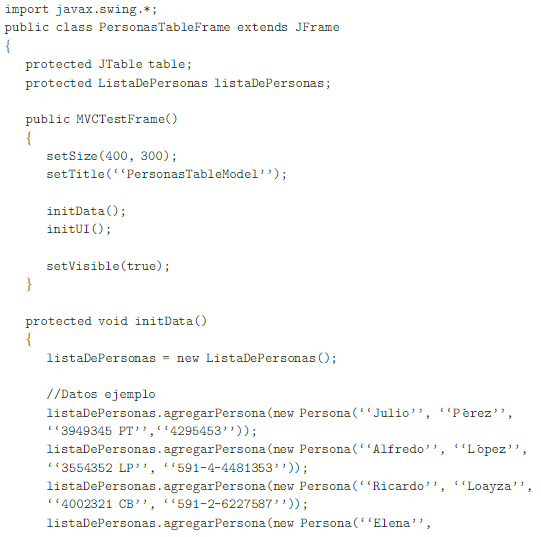 import javax.swing.*;
public class PersonasTableFrame extends JFrame
{
protected JTable table;
protected ListaDePersonas listaDePersonas;
public MVCTestFrame()
{
setSize(400, 300);
setTitle(‘‘PersonasTableModel’’);
initData();
initUI();
setVisible(true);
}
protected void initData()
{
listaDePersonas = new ListaDePersonas();
//Datos ejemplo
listaDePersonas.agregarPersona(new Persona(‘‘Julio’’, ‘‘Pérez’’,
‘‘3949345 PT’’,‘‘4295453’’));
listaDePersonas.agregarPersona(new Persona(‘‘Alfredo’’, ‘‘López’’,
‘‘3554352 LP’’, ‘‘591-4-4481353’’));
listaDePersonas.agregarPersona(new Persona(‘‘Ricardo’’, ‘‘Loayza’’,
‘‘4002321 CB’’, ‘‘591-2-6227587’’));
listaDePersonas.agregarPersona(new Persona(‘‘Elena’’,